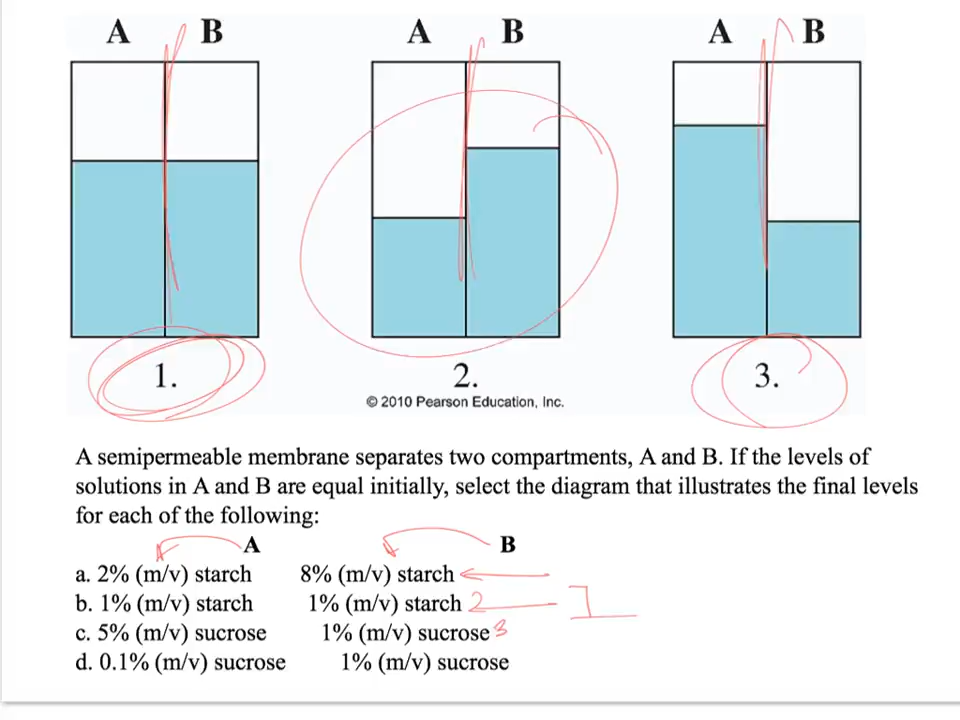 A B A B A B
1. 2. 3.
© 2010 Pearson Education, Inc.
A semipermeable membrane separates two compartments, A and B. If the levels of
solutions in A and B are equal initially, select the diagram that illustrates the final levels
for each of the following:
A B
a. 2% (m/v) starch 8% (m/v) starch
b. 1% (m/v) starch 1% (m/v) starch 2 1
c. 5% (m/v) sucrose 1% (m/v) sucrose 3
d. 0.1% (m/v) sucrose 1% (m/v) sucrose